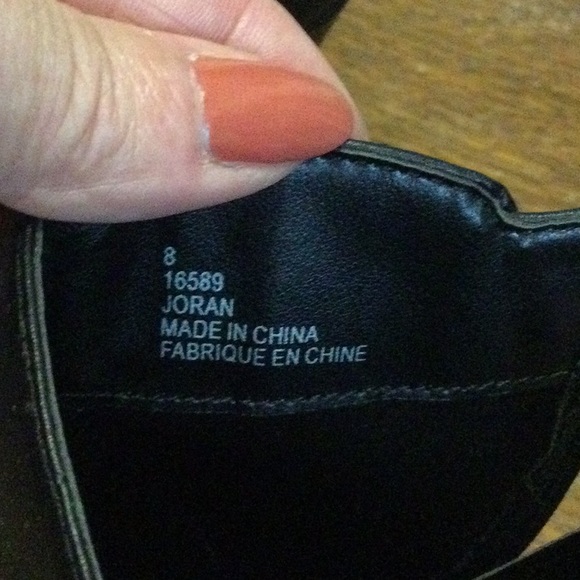 8
16589
JORAN
MADE IN CHINA
FABRIQUE EN CHINE